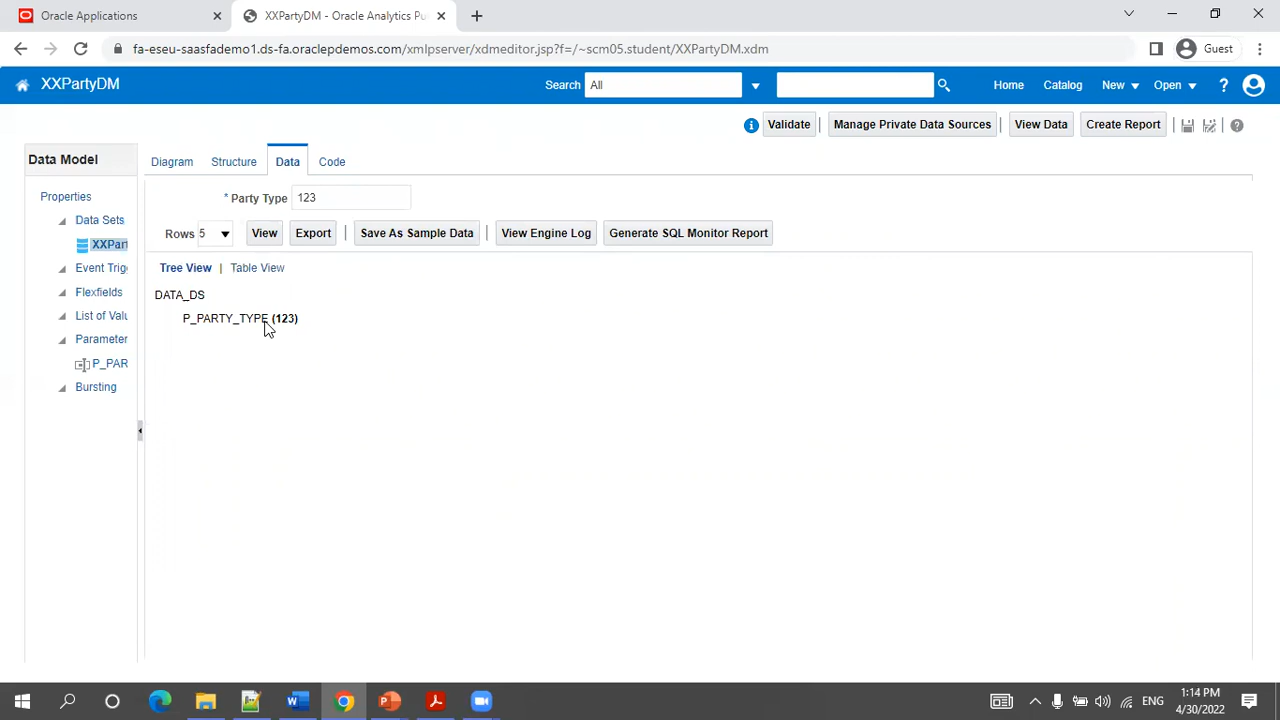 Oracle Applications
XXPartyDM - Oracle Analytics Pu
fa-eseu-saasfademo1.ds-fa.oraclepdemos.com/xmlpserver/xdmeditor.jsp?f=/~scm05.student/XXPartyDM.xdm
Guest
XXPartyDM
Search All
Home Catalog New Open ?
i Validate Manage Private Data Sources View Data Create Report ?
Data Model
Diagram Structure Data Code
Properties
Data Sets
XXPart
Event Trig
Flexfields
List of Valu
Parameter
P_PAR
Bursting
* Party Type 123
Rows 5 View Export Save As Sample Data View Engine Log Generate SQL Monitor Report
Tree View | Table View
DATA_DS
P_PARTY_TYPE (123)
ENG
1:14 PM
4/30/2022